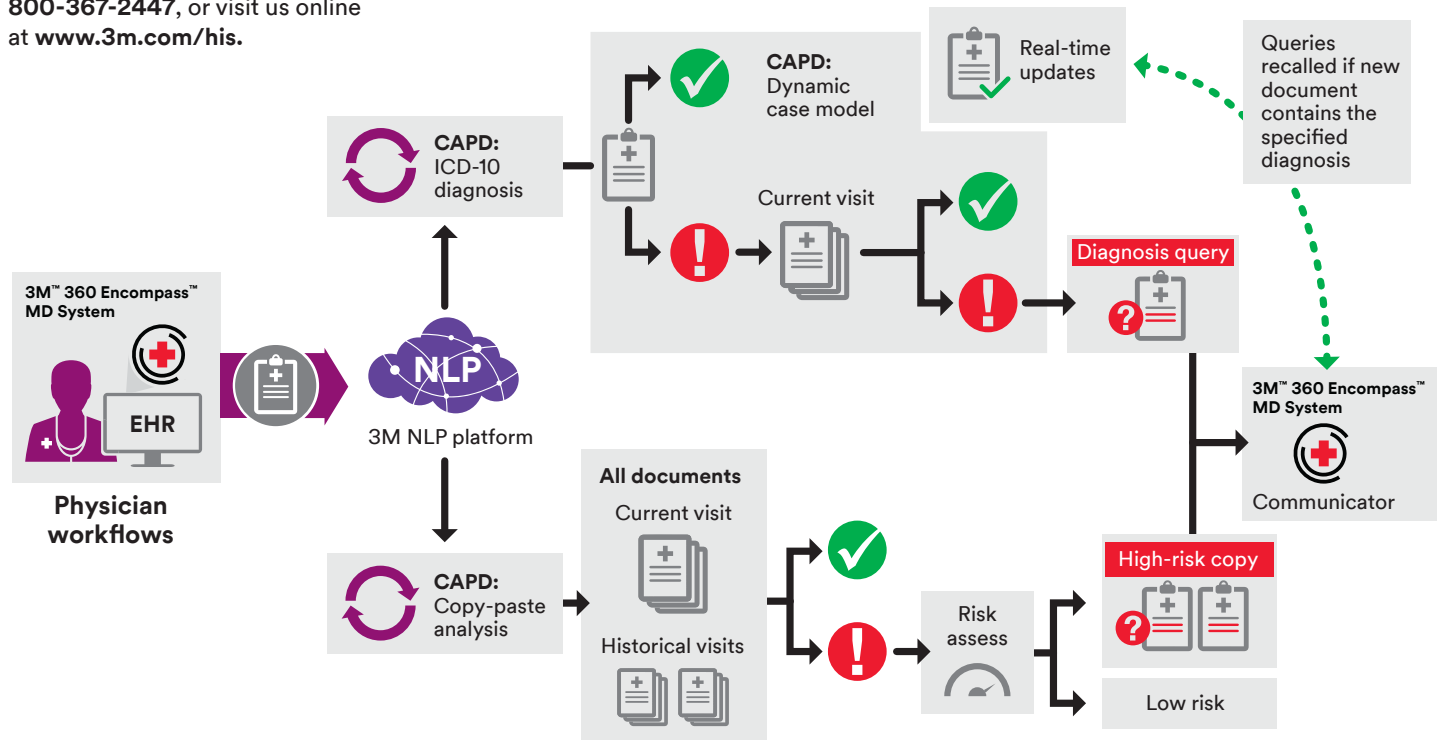 800-367-2447, or visit us online
at www.3m.com/his.
3M™ 360 Encompass™
MD System
EHR
Physician
workflows
NLP
3M NLP platform
CAPD:
ICD-10
diagnosis
CAPD:
Dynamic
case model
Current visit
Real-time
updates
Queries
recalled if new
document
contains the
specified
diagnosis
Diagnosis query
?
3M™ 360 Encompass™
MD System
Communicator
CAPD:
Copy-paste
analysis
All documents
Current visit
Historical visits
Risk
assess
High-risk copy
?
Low risk